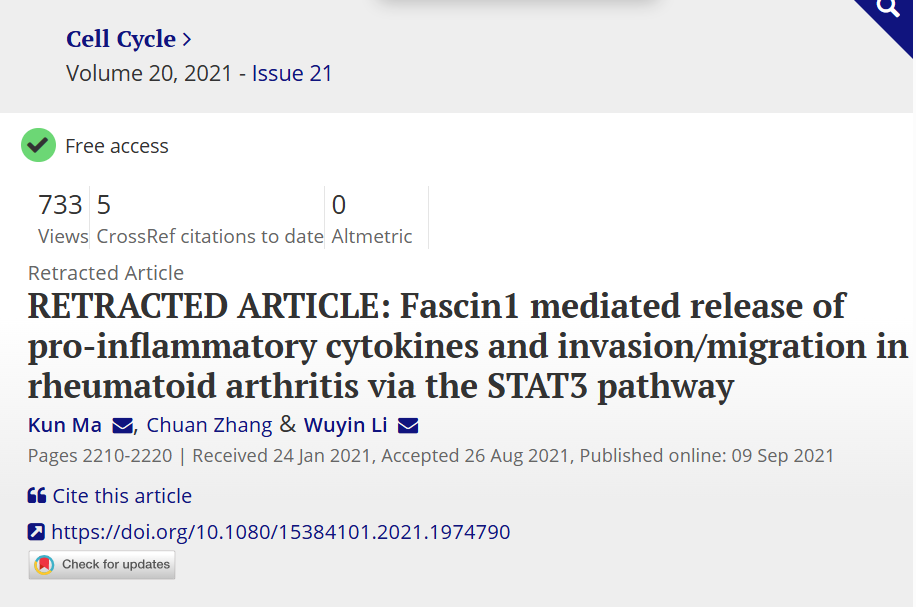 Cell Cycle >
Volume 20, 2021 - Issue 21
Free access
733 5 0
Views CrossRef citations to date Altmetric
Retracted Article
RETRACTED ARTICLE: Fascin1 mediated release of
pro-inflammatory cytokines and invasion/migration in
rheumatoid arthritis via the STAT3 pathway
Kun Ma, Chuan Zhang & Wuyin Li
Pages 2210-2220 | Received 24 Jan 2021, Accepted 26 Aug 2021, Published online: 09 Sep 2021
Cite this article
https://doi.org/10.1080/15384101.2021.1974790
Check for updates